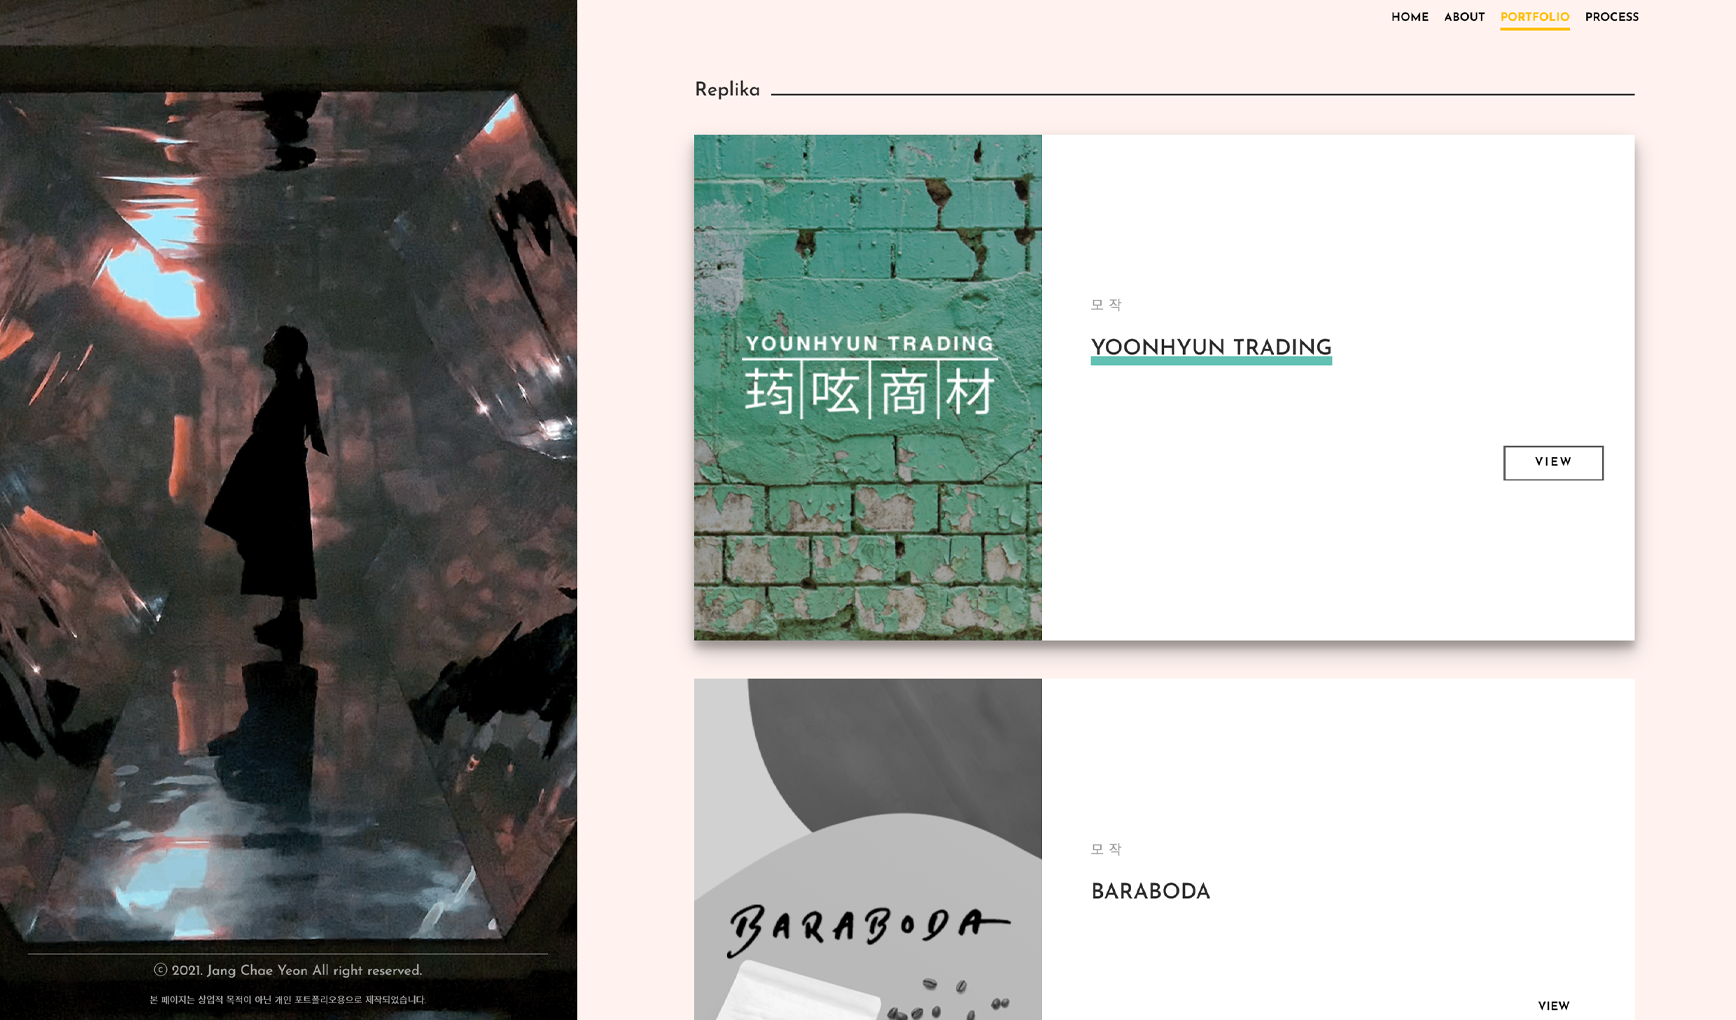 HOME ABOUT PORTFOLIO PROCESS
Replika
YOUNHYUN TRADING
荺呟商材
모 작
YOONHYUN TRADING
VIEW
BARABODA
모 작
BARABODA
VIEW
ⓒ 2021. Jang Chae Yeon All right reserved.
본 페이지는 상업적 목적이 아닌 개인 포트폴리오용으로 제작되었습니다.